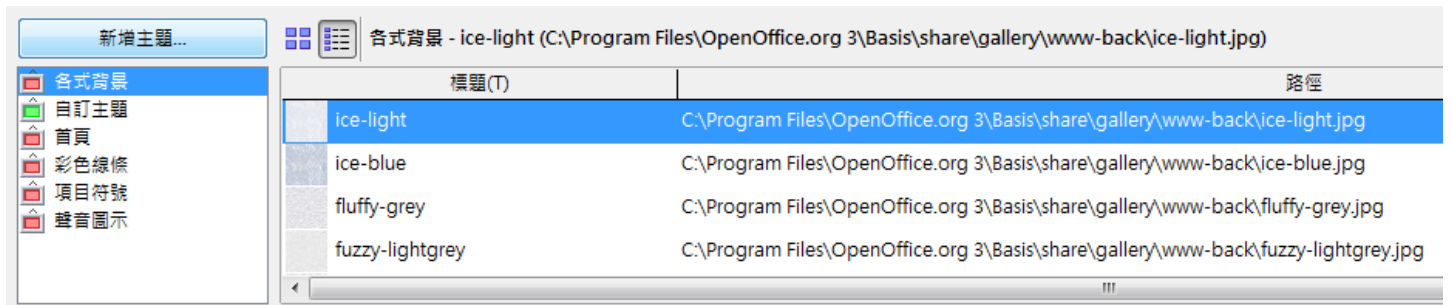 新增主題...
各式背景 - ice-light (C:\Program Files\OpenOffice.org 3\Basis\share\gallery\www-back\ice-light.jpg)
各式背景
自訂主題
首頁
彩色線條
項目符號
聲音圖示
標題(T) 路徑
ice-light C:\Program Files\OpenOffice.org 3\Basis\share\gallery\www-back\ice-light.jpg
ice-blue C:\Program Files\OpenOffice.org 3\Basis\share\gallery\www-back\ice-blue.jpg
fluffy-grey C:\Program Files\OpenOffice.org 3\Basis\share\gallery\www-back\fluffy-grey.jpg
fuzzy-lightgrey C:\Program Files\OpenOffice.org 3\Basis\share\gallery\www-back\fuzzy-lightgrey.jpg